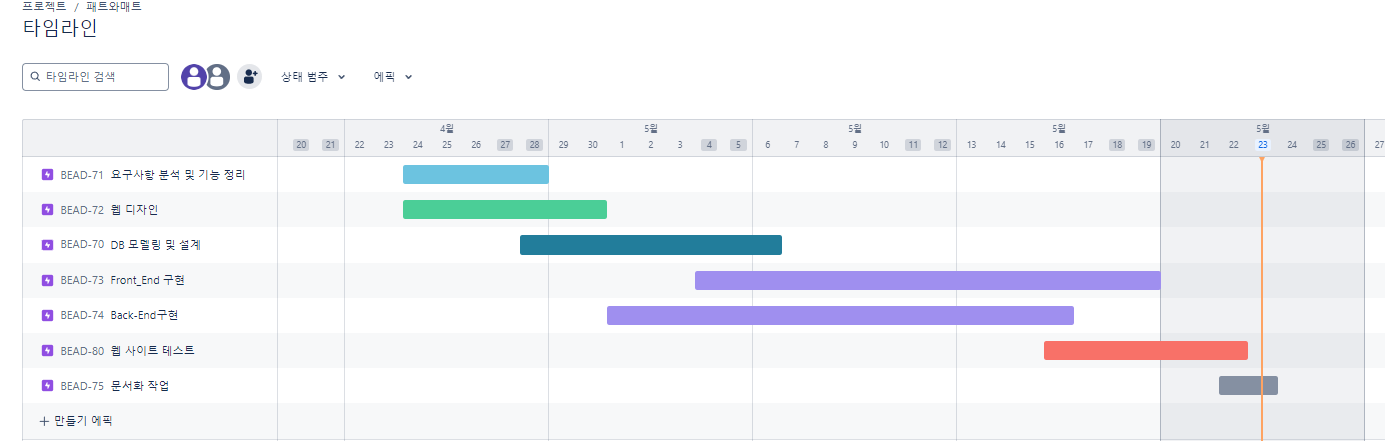 프로젝트 / 패트와매트
타임라인
타임라인 검색 상태 범주 에픽
4월 5월 5월 5월 5월
20 21 22 23 24 25 26 27 28 29 30 1 2 3 4 5 6 7 8 9 10 11 12 13 14 15 16 17 18 19 20 21 22 23 24 25 26 27
BEAD-71 요구사항 분석 및 기능 정리
BEAD-72 웹 디자인
BEAD-70 DB 모델링 및 설계
BEAD-73 Front_End 구현
BEAD-74 Back-End구현
BEAD-80 웹 사이트 테스트
BEAD-75 문서화 작업
+ 만들기 에픽